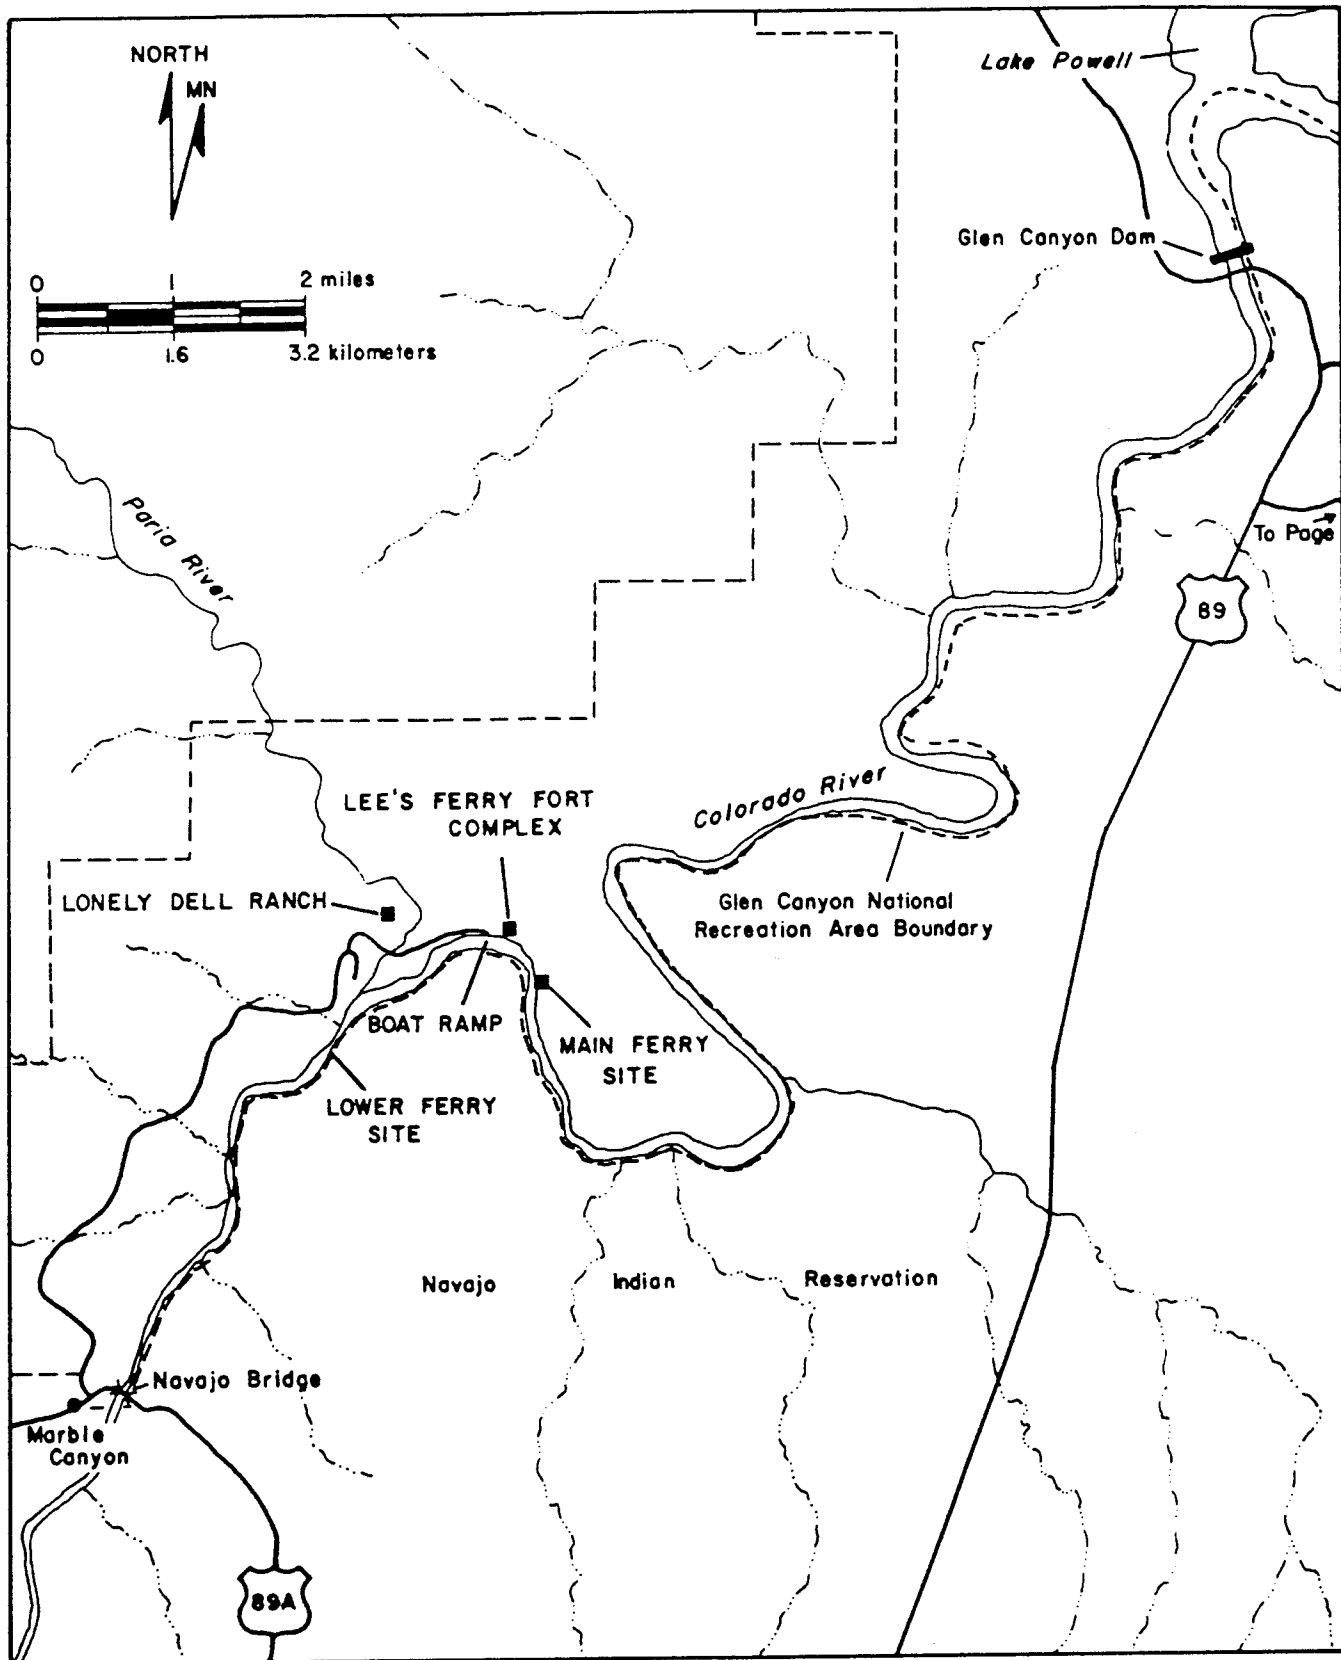 NORTH
MN
Lake Powell
Glen Canyon Dam
0 1 2 miles
0 1.6 3.2 kilometers
Paria River
To Page
89
Colorado River
LEE'S FERRY FORT
COMPLEX
LONELY DELL RANCH
Glen Canyon National
Recreation Area Boundary
BOAT RAMP
MAIN FERRY
SITE
LOWER FERRY
SITE
Navajo Indian Reservation
Navajo Bridge
Marble
Canyon
89A